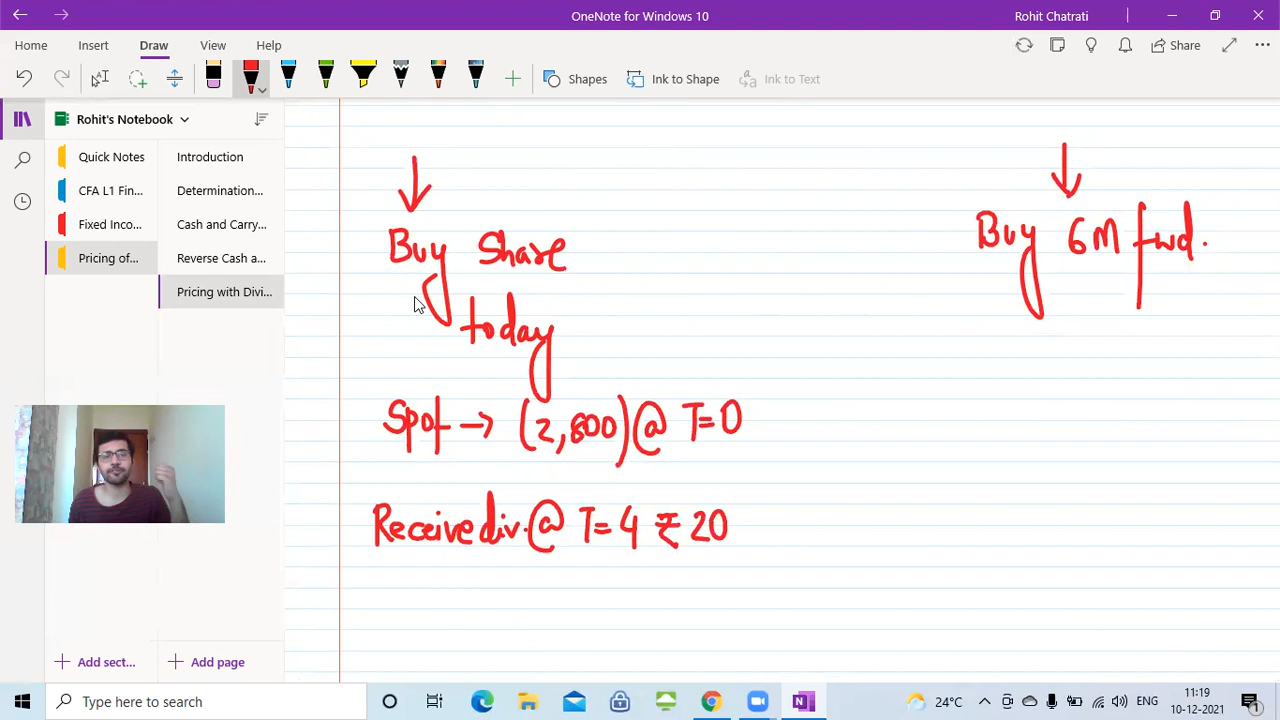 OneNote for Windows 10
Rohit Chatrati
Home
Insert
Draw
View
Help
Share
Shapes
Ink to Shape
Ink to Text
Rohit's Notebook
Quick Notes
CFA L1 Fin...
Fixed Inco...
Pricing of...
Introduction
Determination...
Cash and Carry...
Reverse Cash a...
Pricing with Divi...
Buy Share
today
Buy 6M fwd.
Spot → (2,800) @ T=0
Receive div. @ T=4 ₹ 20
+ Add sect...
+ Add page
Type here to search
24°C
ENG
11:19
10-12-2021
1